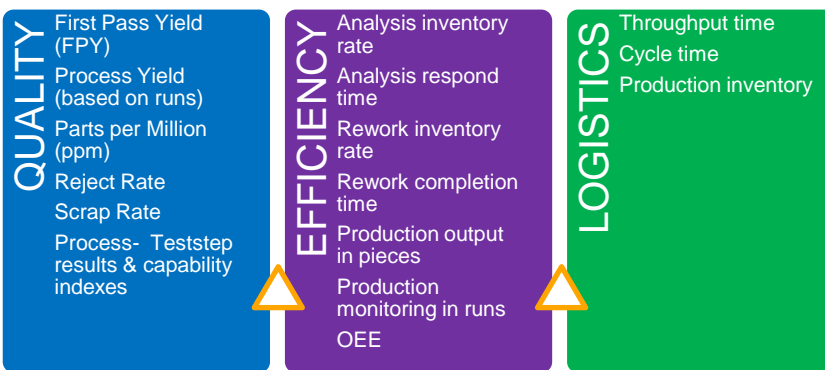 QUALITY
First Pass Yield
(FPY)
Process Yield
(based on runs)
Parts per Million
(ppm)
Reject Rate
Scrap Rate
Process- Teststep
results & capability
indexes
EFFICIENCY
Analysis inventory
rate
Analysis respond
time
Rework inventory
rate
Rework completion
time
Production output
in pieces
Production
monitoring in runs
OEE
LOGISTICS
Throughput time
Cycle time
Production inventory